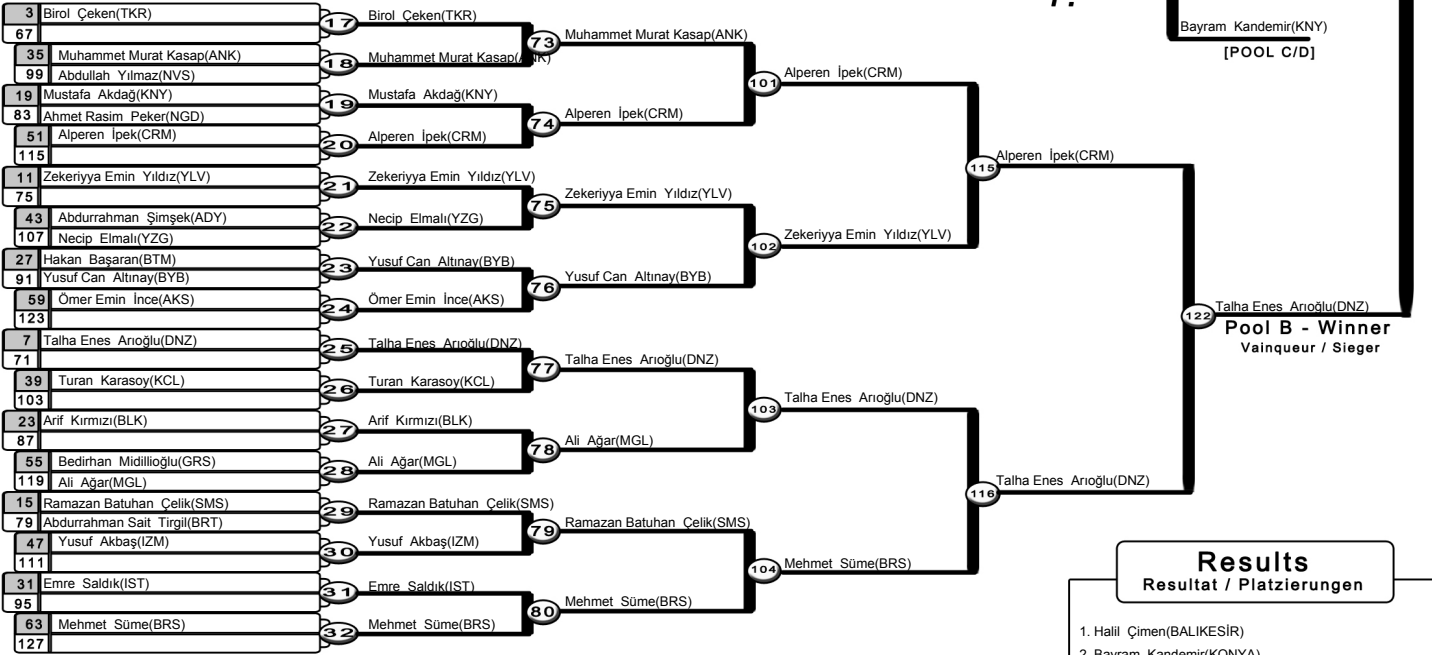 3 Birol Çeken(TKR)
67
35 Muhammet Murat Kasap(ANK)
99 Abdullah Yılmaz(NVS)
19 Mustafa Akdağ(KNY)
83 Ahmet Rasim Peker(NGD)
51 Alperen İpek(CRM)
115
11 Zekeriyya Emin Yıldız(YLV)
75
43 Abdurrahman Şimşek(ADY)
107 Necip Elmalı(YZG)
27 Hakan Başaran(BTM)
91 Yusuf Can Altınay(BYB)
59 Ömer Emin İnce(AKS)
123
7 Talha Enes Arıoğlu(DNZ)
71
39 Turan Karasoy(KCL)
103
23 Arif Kırmızı(BLK)
87
55 Bedirhan Midillioğlu(GRS)
119 Ali Ağar(MGL)
15 Ramazan Batuhan Çelik(SMS)
79 Abdurrahman Sait Tirgil(BRT)
47 Yusuf Akbaş(IZM)
111
31 Emre Saldık(IST)
95
63 Mehmet Süme(BRS)
127
17 Birol Çeken(TKR)
18 Muhammet Murat Kasap(ANK)
19 Mustafa Akdağ(KNY)
20 Alperen İpek(CRM)
21 Zekeriyya Emin Yıldız(YLV)
22 Necip Elmalı(YZG)
23 Yusuf Can Altınay(BYB)
24 Ömer Emin İnce(AKS)
25 Talha Enes Arıoğlu(DNZ)
26 Turan Karasoy(KCL)
27 Arif Kırmızı(BLK)
28 Ali Ağar(MGL)
29 Ramazan Batuhan Çelik(SMS)
30 Yusuf Akbaş(IZM)
31 Emre Saldık(IST)
32 Mehmet Süme(BRS)
73 Muhammet Murat Kasap(ANK)
74 Alperen İpek(CRM)
75 Zekeriyya Emin Yıldız(YLV)
76 Yusuf Can Altınay(BYB)
77 Talha Enes Arıoğlu(DNZ)
78 Ali Ağar(MGL)
79 Ramazan Batuhan Çelik(SMS)
80 Mehmet Süme(BRS)
101 Alperen İpek(CRM)
102 Zekeriyya Emin Yıldız(YLV)
103 Talha Enes Arıoğlu(DNZ)
104 Mehmet Süme(BRS)
115 Alperen İpek(CRM)
116 Talha Enes Arıoğlu(DNZ)
122 Talha Enes Arıoğlu(DNZ)
Pool B - Winner
Vainqueur / Sieger
Bayram Kandemir(KNY)
[POOL C/D]
Results
Resultat / Platzierungen
1. Halil Çimen(BALIKESİR)
2. Bayram Kandemir(KONYA)